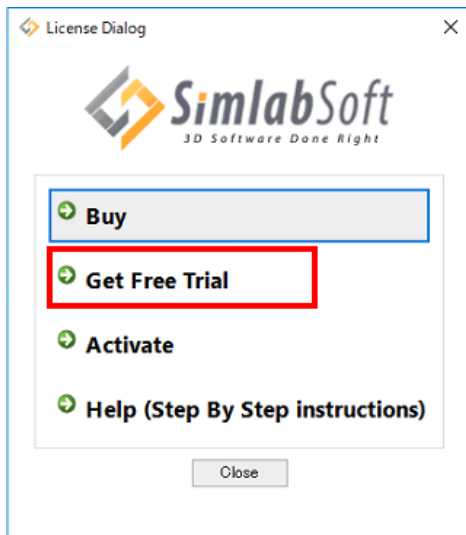 License Dialog
SimlabSoft
3D Software Done Right
Buy
Get Free Trial
Activate
Help (Step By Step instructions)
Close